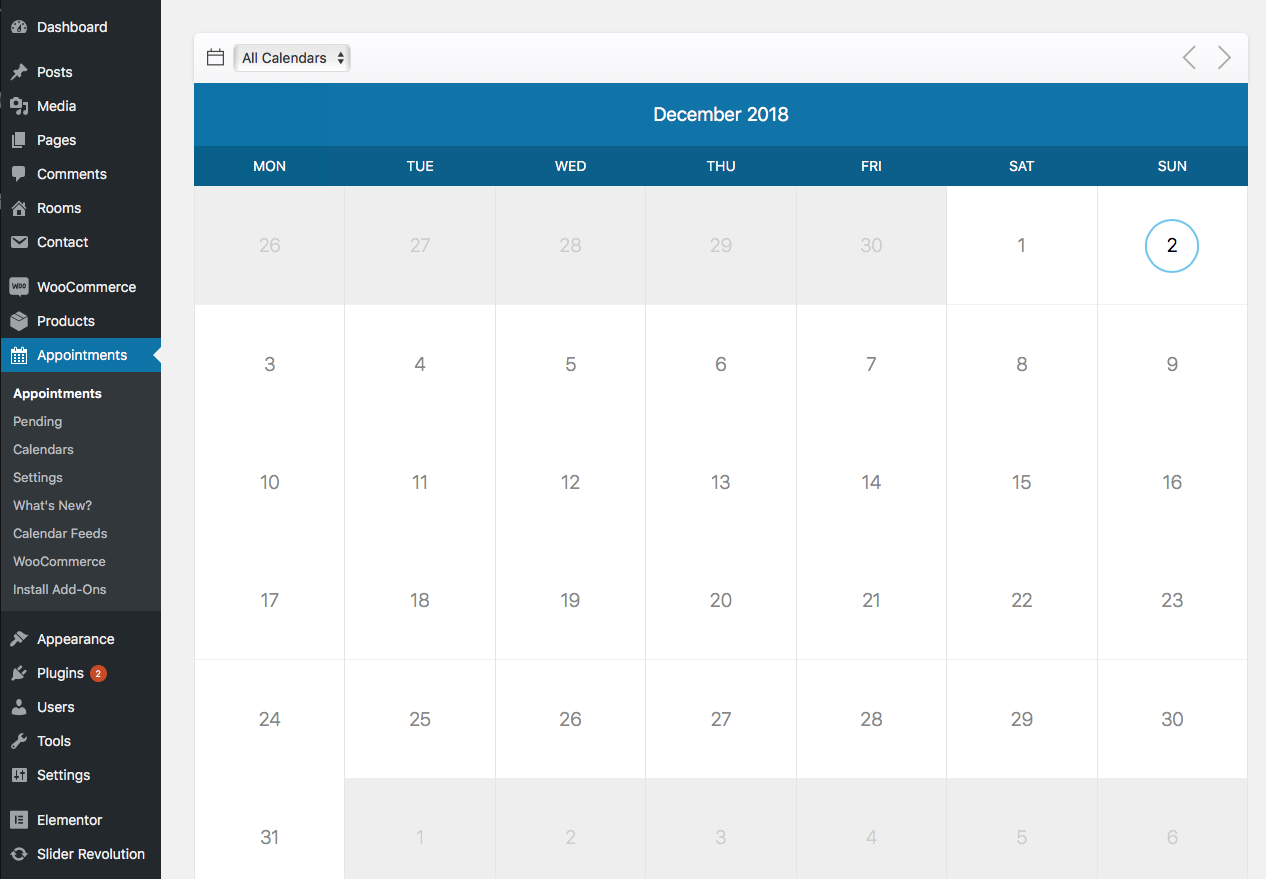 Dashboard
Posts
Media
Pages
Comments
Rooms
Contact
WOO WooCommerce
Products
Appointments
Appointments
Pending
Calendars
Settings
What's New?
Calendar Feeds
WooCommerce
Install Add-Ons
Appearance
Plugins 2
Users
Tools
Settings
Elementor
Slider Revolution
All Calendars
December 2018
MON TUE WED THU FRI SAT SUN
26 27 28 29 30 1 2
3 4 5 6 7 8 9
10 11 12 13 14 15 16
17 18 19 20 21 22 23
24 25 26 27 28 29 30
31 1 2 3 4 5 6